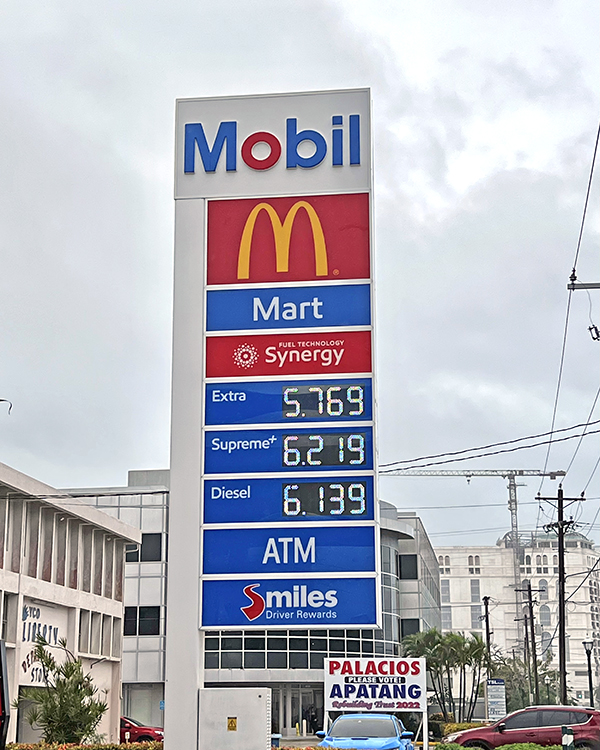 Mobil
M
Mart
FUEL TECHNOLOGY
Synergy
Extra 5.769
Supreme+ 6.219
Diesel 6.139
ATM
Smiles
Driver Rewards
LIBERTY
PALACIOS
PLEASE VOTE!
APATANG
Rebuilding Trust 2022